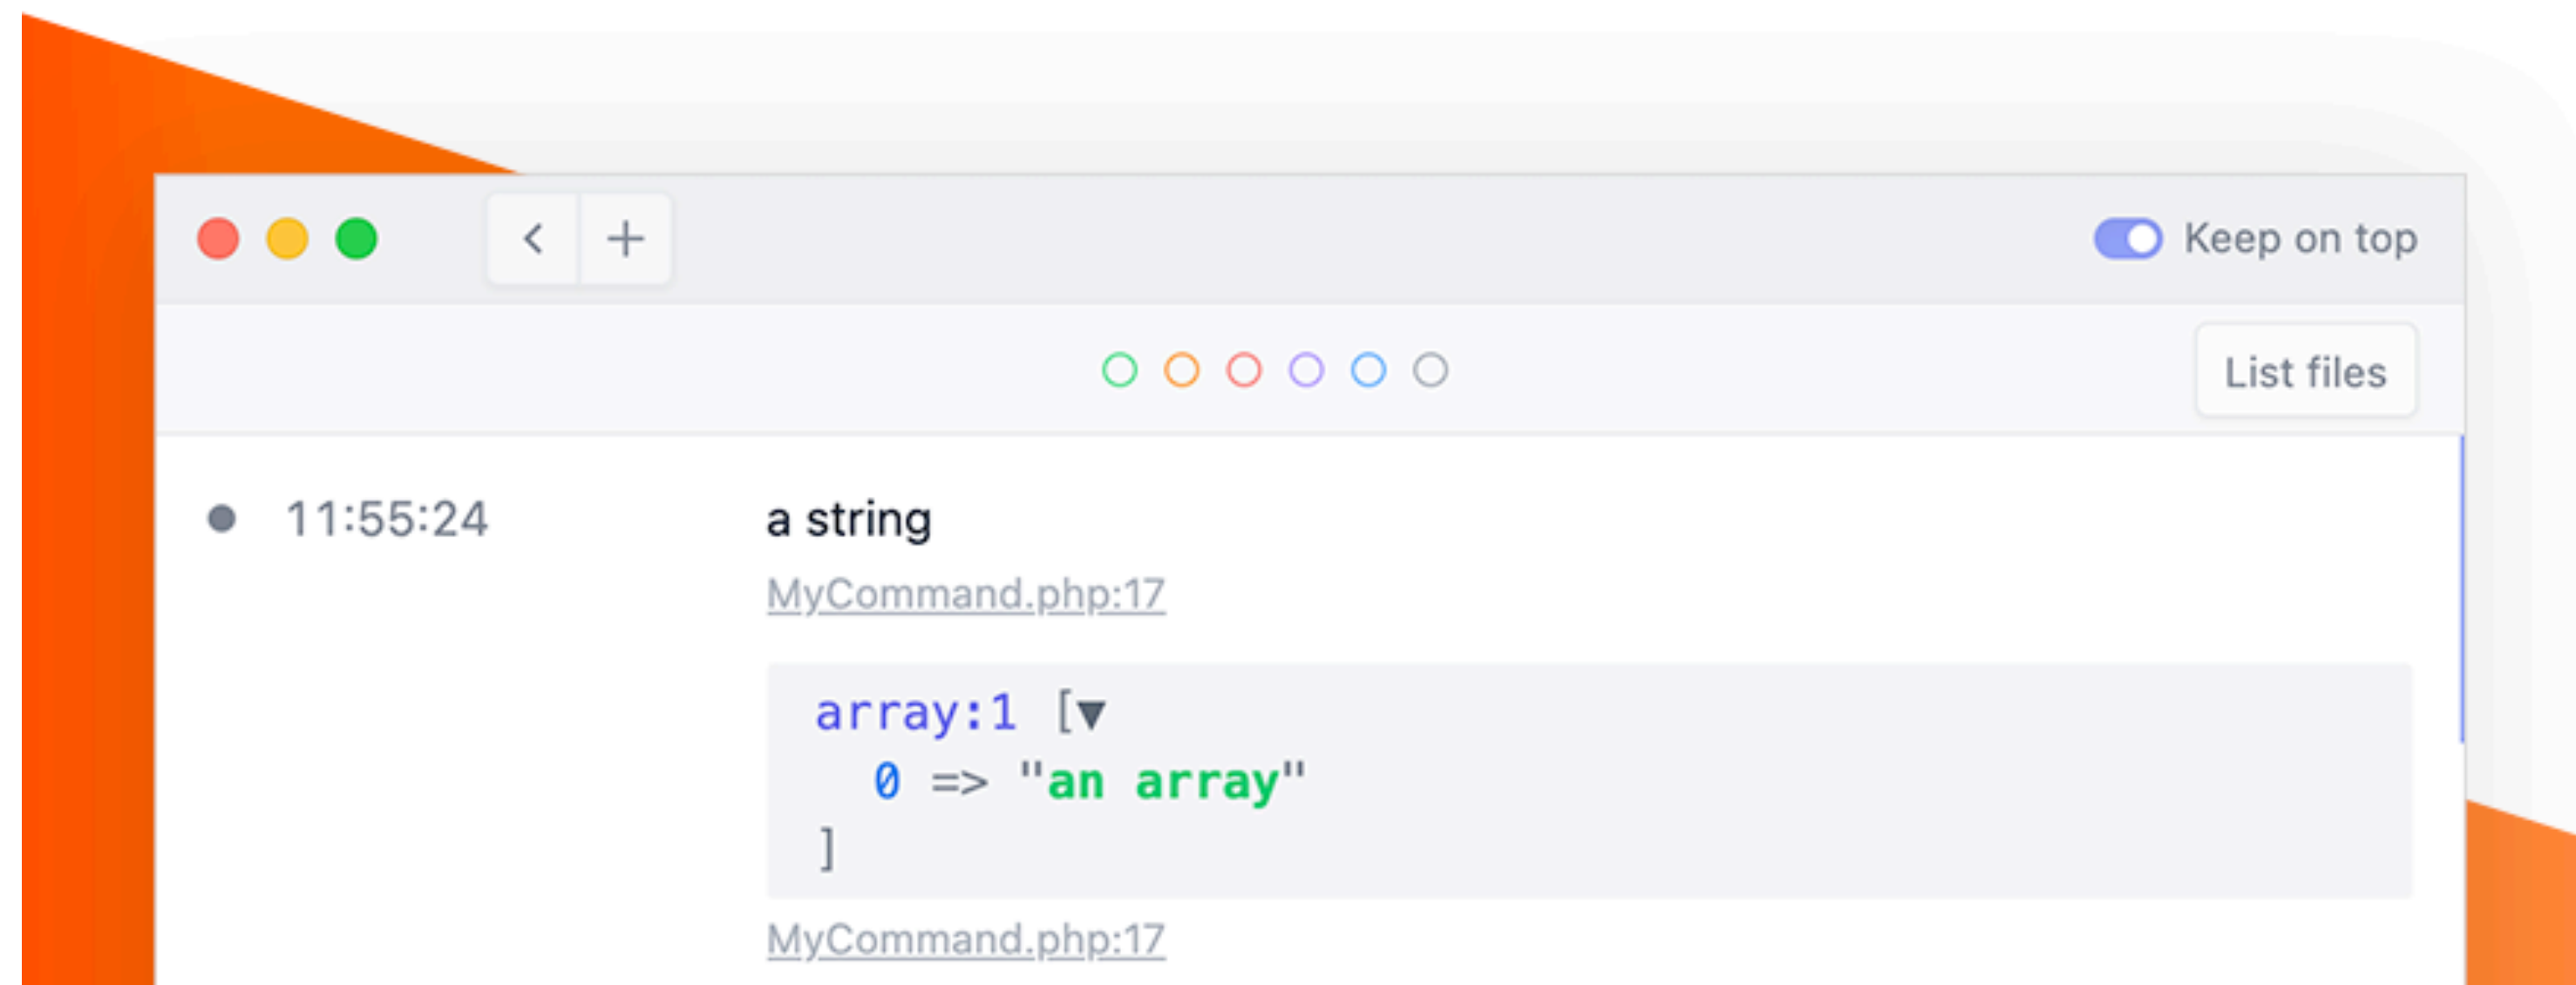 Keep on top
List files
11:55:24
a string
MyCommand.php:17
array:1 [▼
0 => "an array"
]
MyCommand.php:17